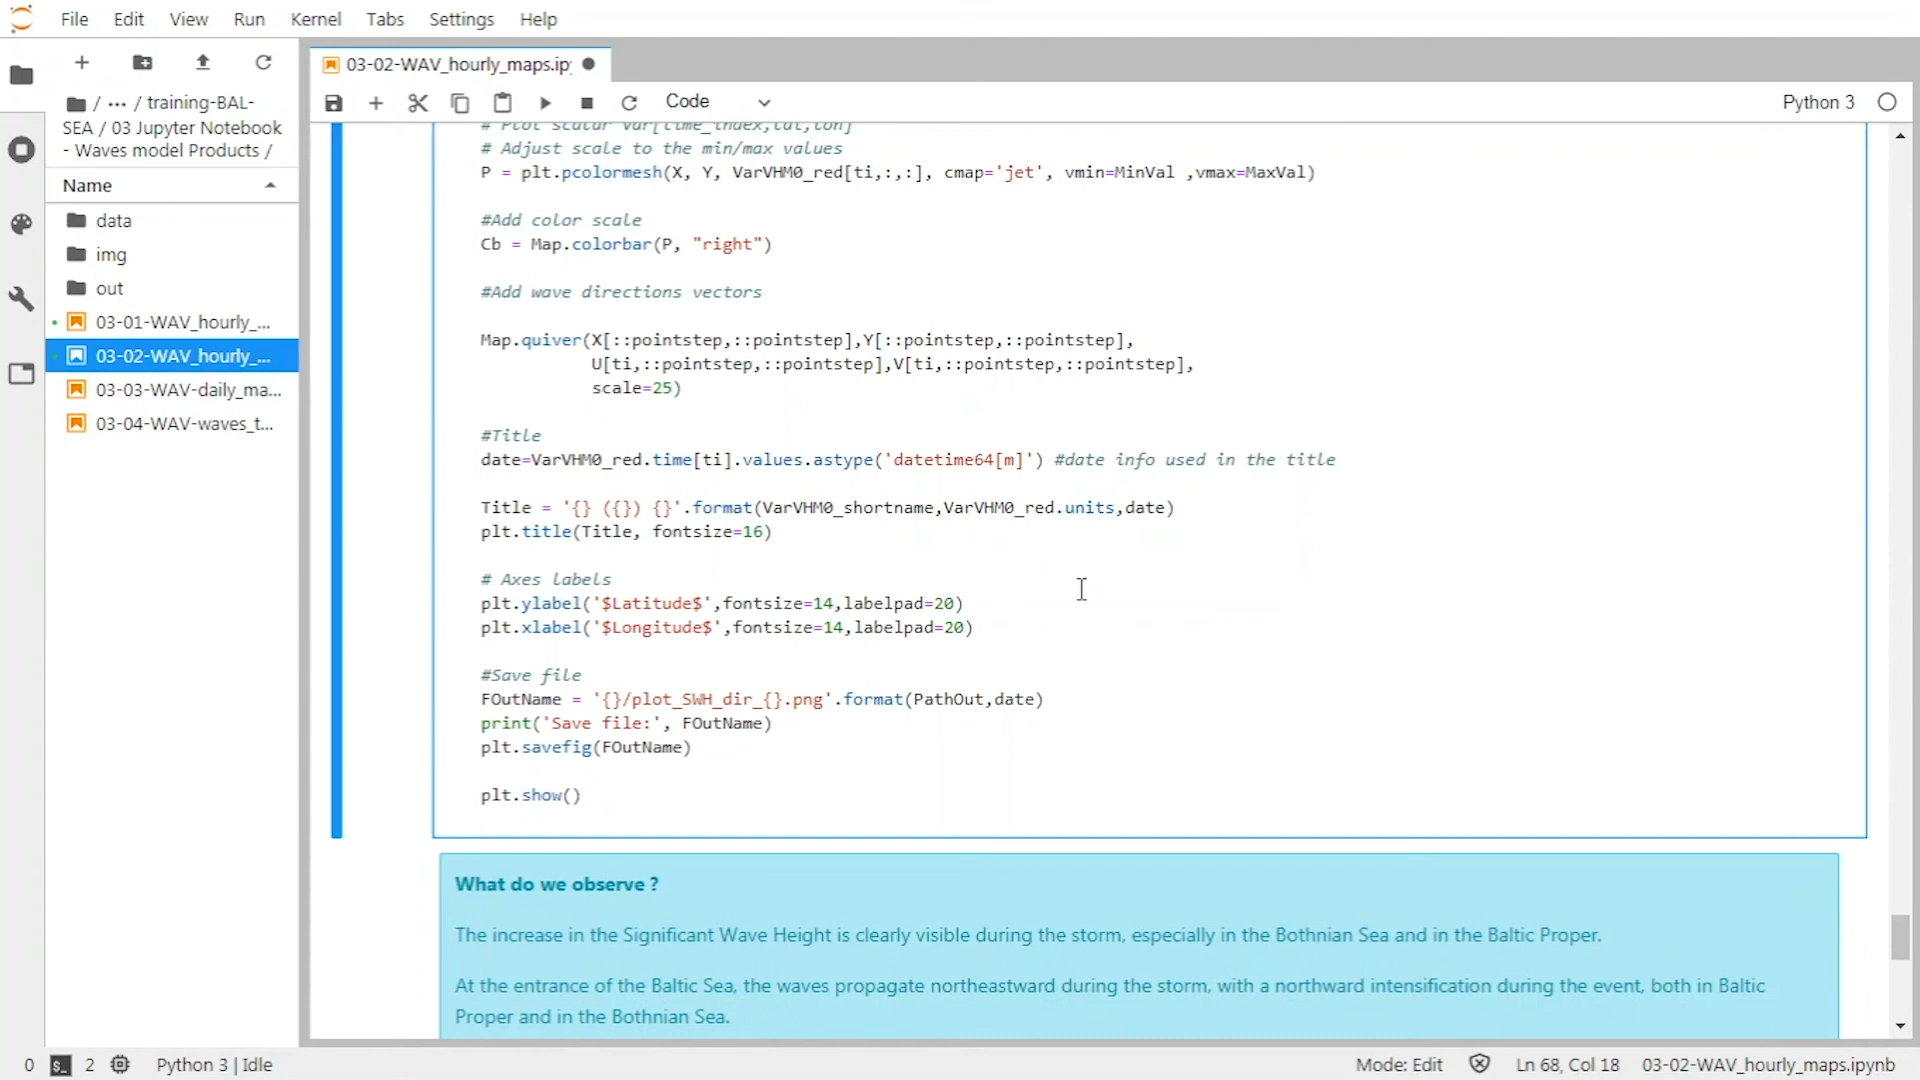 File Edit View Run Kernel Tabs Settings Help
03-02-WAV_hourly_maps.ip
Code
Python 3
/ ··· / training-BAL-
SEA / 03 Jupyter Notebook
- Waves model Products /
Name
data
img
out
03-01-WAV_hourly_...
03-02-WAV_hourly_...
03-03-WAV-daily_ma...
03-04-WAV-waves_t...
# Plot scalar var[time_index,lat,lon]
# Adjust scale to the min/max values
P = plt.pcolormesh(X, Y, VarVHM0_red[ti,:,:], cmap='jet', vmin=MinVal ,vmax=MaxVal)
#Add color scale
Cb = Map.colorbar(P, "right")
#Add wave directions vectors
Map.quiver(X[::pointstep,::pointstep],Y[::pointstep,::pointstep],
U[ti,::pointstep,::pointstep],V[ti,::pointstep,::pointstep],
scale=25)
#Title
date=VarVHM0_red.time[ti].values.astype('datetime64[m]') #date info used in the title
Title = '{} ({}) {}'.format(VarVHM0_shortname,VarVHM0_red.units,date)
plt.title(Title, fontsize=16)
# Axes labels
plt.ylabel('$Latitude$',fontsize=14,labelpad=20)
plt.xlabel('$Longitude$',fontsize=14,labelpad=20)
#Save file
FOutName = '{}/plot_SWH_dir_{}.png'.format(PathOut,date)
print('Save file:', FOutName)
plt.savefig(FOutName)
plt.show()
What do we observe ?
The increase in the Significant Wave Height is clearly visible during the storm, especially in the Bothnian Sea and in the Baltic Proper.
At the entrance of the Baltic Sea, the waves propagate northeastward during the storm, with a northward intensification during the event, both in Baltic
Proper and in the Bothnian Sea.
0 $_ 2 Python 3 | Idle
Mode: Edit Ln 68, Col 18 03-02-WAV_hourly_maps.ipynb